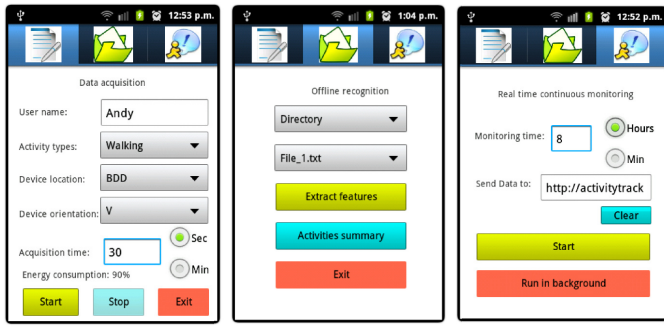 12:53 p.m.
Data acquisition
User name: Andy
Activity types: Walking
Device location: BDD
Device orientation: V
Sec
Acquisition time: 30
Min
Energy consumption: 90%
Start Stop Exit
1:04 p.m.
Offline recognition
Directory
File_1.txt
Extract features
Activities summary
Exit
12:52 p.m.
Real time continuous monitoring
Hours
Monitoring time: 8
Min
Send Data to: http://activitytrack
Clear
Start
Run in background